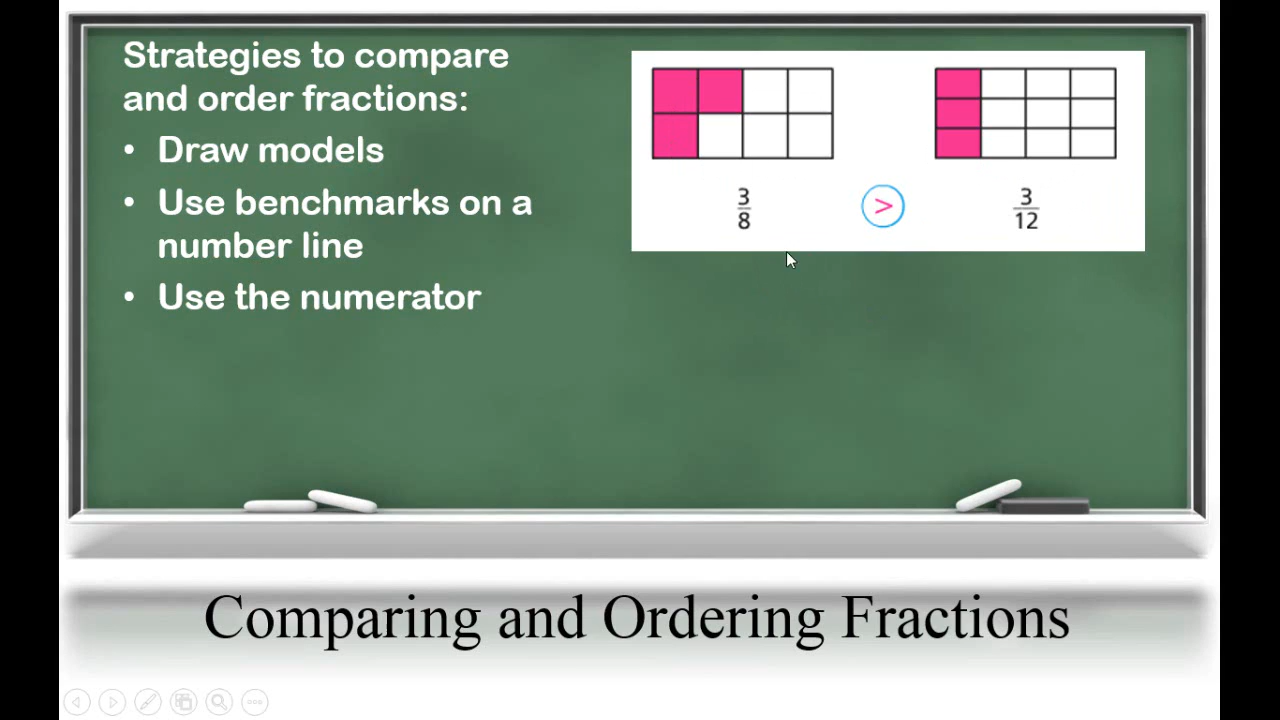 Strategies to compare
and order fractions:
• Draw models
• Use benchmarks on a
number line
• Use the numerator
3/8 > 3/12
Comparing and Ordering Fractions